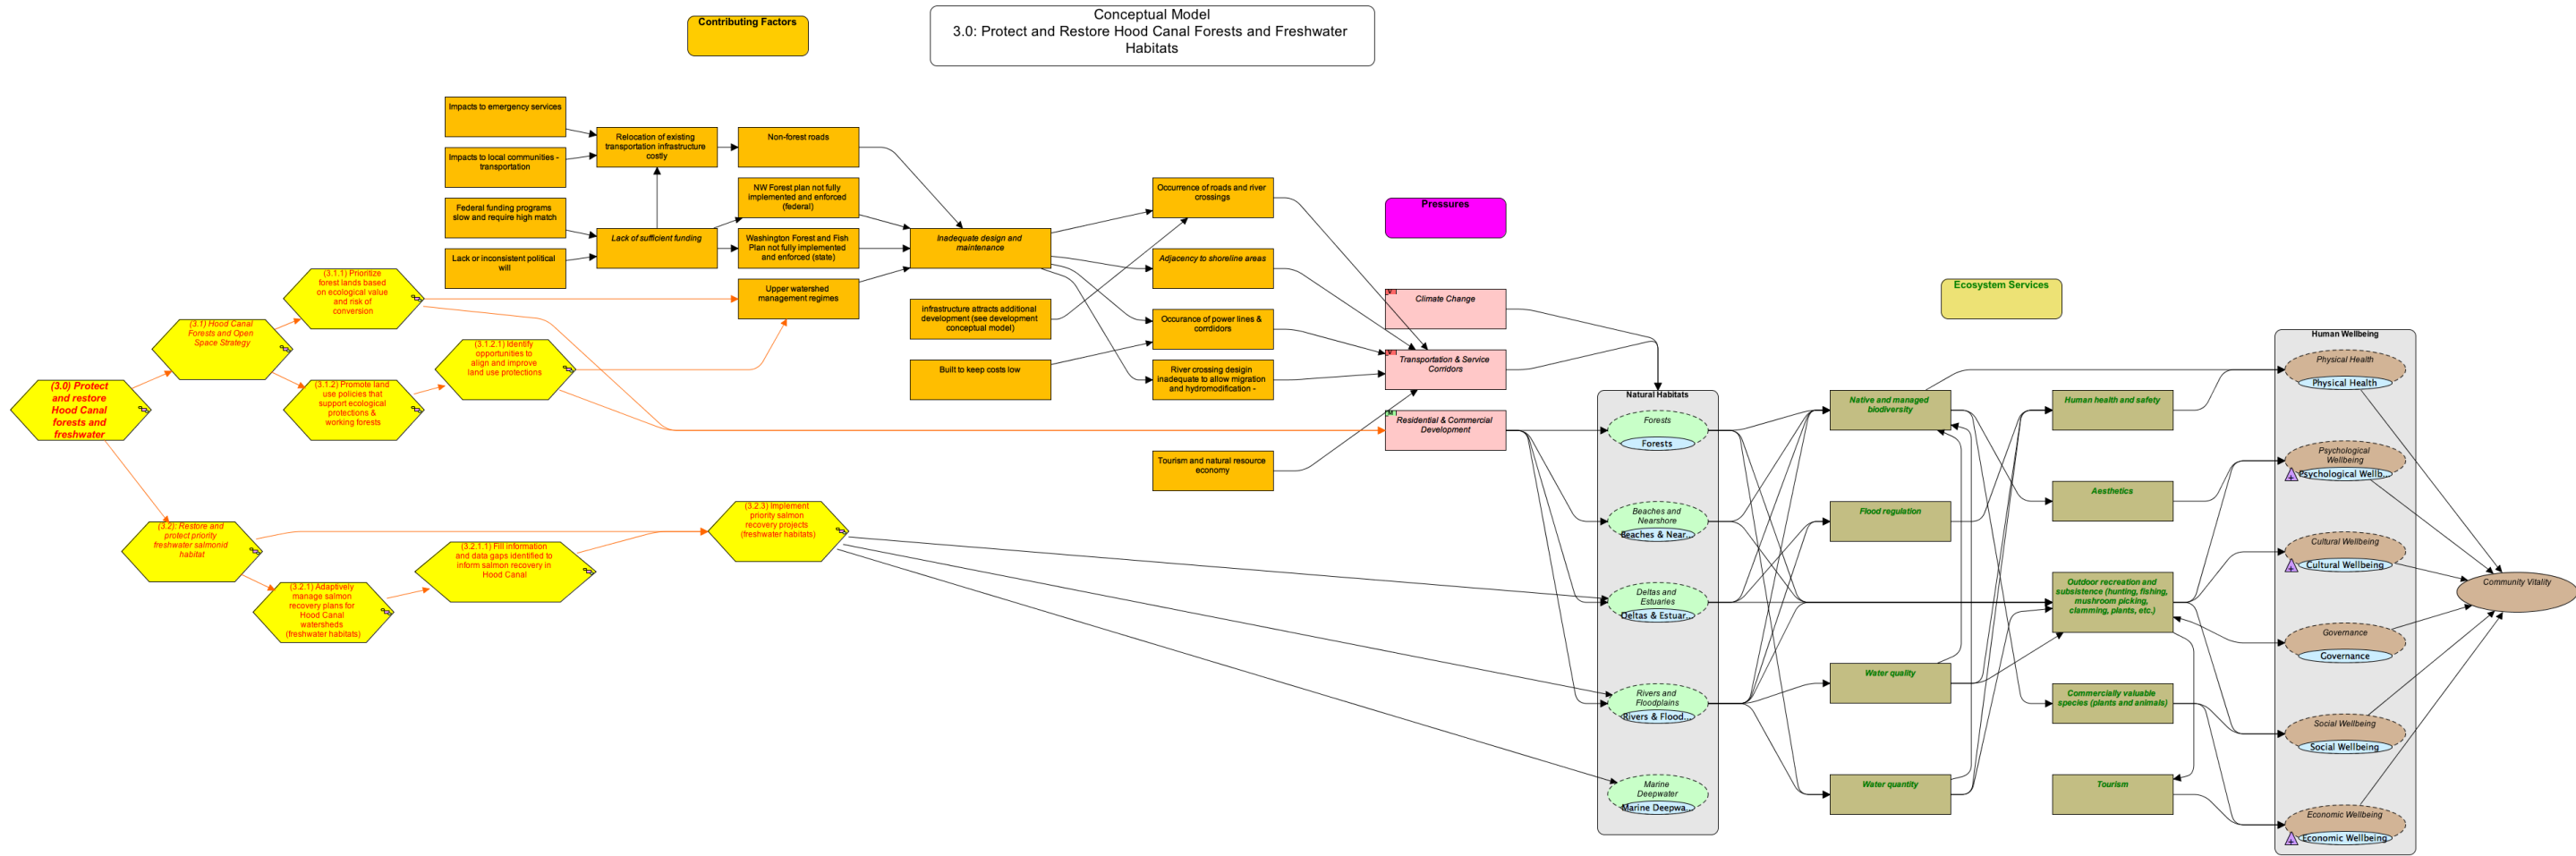 Contributing Factors
Conceptual Model
3.0: Protect and Restore Hood Canal Forests and Freshwater
Habitats
Impacts to emergency services
Impacts to local communities -
transportation
Federal funding programs
slow and require high match
Lack or inconsistent political
will
Relocation of existing
transportation infrastructure
costly
Lack of sufficient funding
Non-forest roads
NW Forest plan not fully
implemented and enforced
(federal)
Washington Forest and Fish
Plan not fully implemented
and enforced (state)
Upper watershed
management regimes
Inadequate design and
maintenance
infrastructure attracts additional
development (see development
conceptual model)
Built to keep costs low
Occurrence of roads and river
crossings
Adjacency to shoreline areas
Occurance of power lines &
corrdidors
River crossing desigin
inadequate to allow migration
and hydromodification -
Tourism and natural resource
economy
(3.0) Protect
and restore
Hood Canal
forests and
freshwater
(3.1) Hood Canal
Forests and Open
Space Strategy
(3.1.1) Prioritize
forest lands based
on ecological value
and risk of
conversion
(3.1.2) Promote land
use policies that
support ecological
protections &
working forests
(3.1.2.1) Identify
opportunities to
align and improve
land use protections
(3.2): Restore and
protect priority
freshwater salmonid
habitat
(3.2.1) Adaptively
manage salmon
recovery plans for
Hood Canal
watersheds
(freshwater habitats)
(3.2.1.1) Fill information
and data gaps identified to
inform salmon recovery in
Hood Canal
(3.2.3) Implement
priority salmon
recovery projects
(freshwater habitats)
Pressures
Climate Change
Transportation & Service
Corridors
M
Residential & Commercial
Development
Natural Habitats
Forests
Forests
Beaches and
Nearshore
Beaches & Near...
Deltas and
Estuaries
Deltas & Estuar...
Rivers and
Floodplains
Rivers & Flood...
Marine
Deepwater
Marine Deepwa...
Ecosystem Services
Native and managed
biodiversity
Flood regulation
Water quality
Water quantity
Human health and safety
Aesthetics
Outdoor recreation and
subsistence (hunting, fishing,
mushroom picking,
clamming, plants, etc.)
Commercially valuable
species (plants and animals)
Tourism
Human Wellbeing
Physical Health
Physical Health
Psychological
Wellbeing
Psychological Wellb...
Cultural Wellbeing
Cultural Wellbeing
Governance
Governance
Social Wellbeing
Social Wellbeing
Economic Wellbeing
Economic Wellbeing
Community Vitality